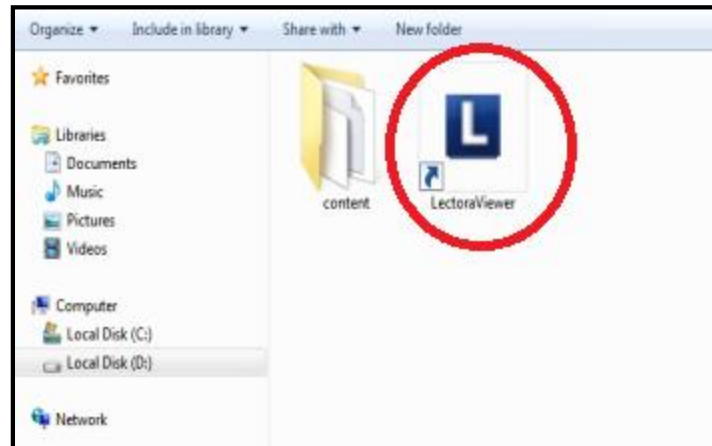 Organize Include in library Share with New folder
Favorites
Libraries
Documents
Music
Pictures
Videos
Computer
Local Disk (C:)
Local Disk (D:)
Network
L
content LectoraViewer